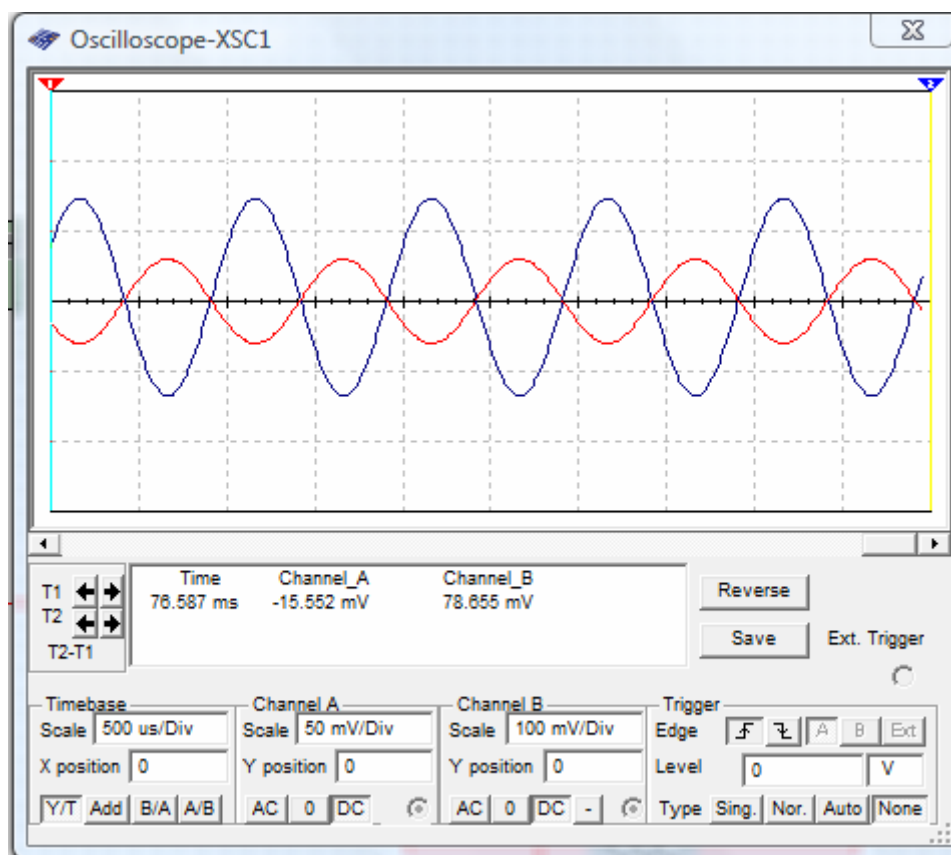 Oscilloscope-XSC1
1 2
Time Channel_A Channel_B
T1 76.587 ms -15.552 mV 78.655 mV
T2
T2-T1
Reverse
Save Ext. Trigger
Timebase Channel A Channel B Trigger
Scale 500 us/Div Scale 50 mV/Div Scale 100 mV/Div Edge A B Ext
X position 0 Y position 0 Y position 0 Level 0 V
Y/T Add B/A A/B AC 0 DC AC 0 DC - Type Sing. Nor. Auto None